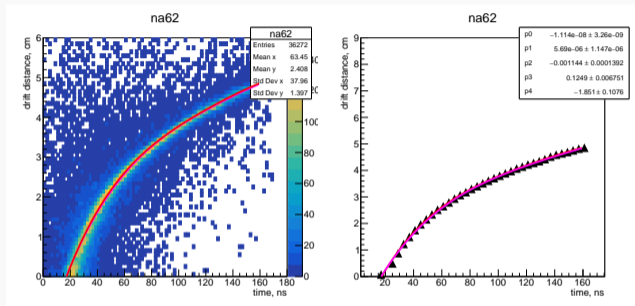 na62
na62
Entries 36272
Mean x 63.45
Mean y 2.408
Std Dev x 37.96
Std Dev y 1.397
drift distance, cm
6
5
4
3
2
1
0
0 20 40 60 80 100 120 140 160 180
time, ns
100
80
60
40
20
0
na62
p0 −1.114e−08 ± 3.26e−09
p1 5.69e−06 ± 1.147e−06
p2 −0.001144 ± 0.0001392
p3 0.1249 ± 0.006751
p4 −1.851 ± 0.1076
drift distance, cm
9
8
7
6
5
4
3
2
1
0
0 20 40 60 80 100 120 140 160
time, ns